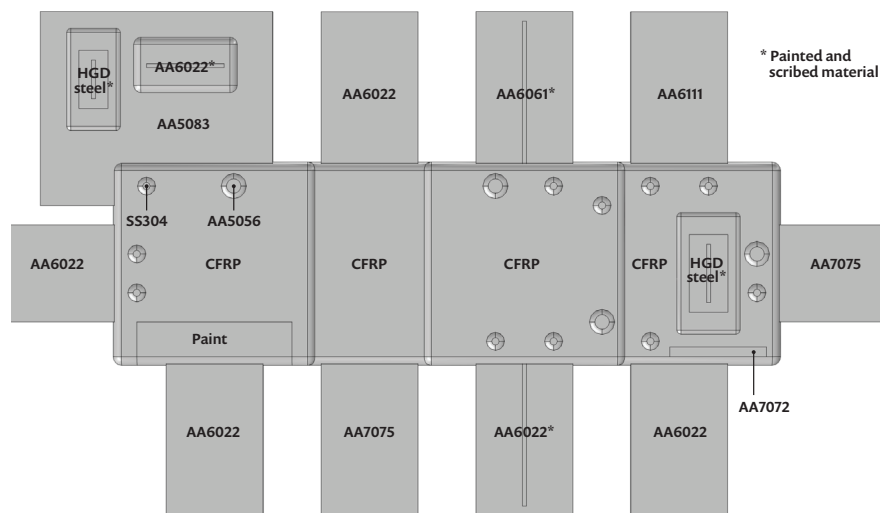 HGD
steel*
AA6022*
AA5083
AA6022
AA6061*
AA6111
* Painted and
scribed material
SS304
AA5056
AA6022
CFRP
CFRP
CFRP
CFRP
HGD
steel*
AA7075
Paint
AA7072
AA6022
AA7075
AA6022*
AA6022